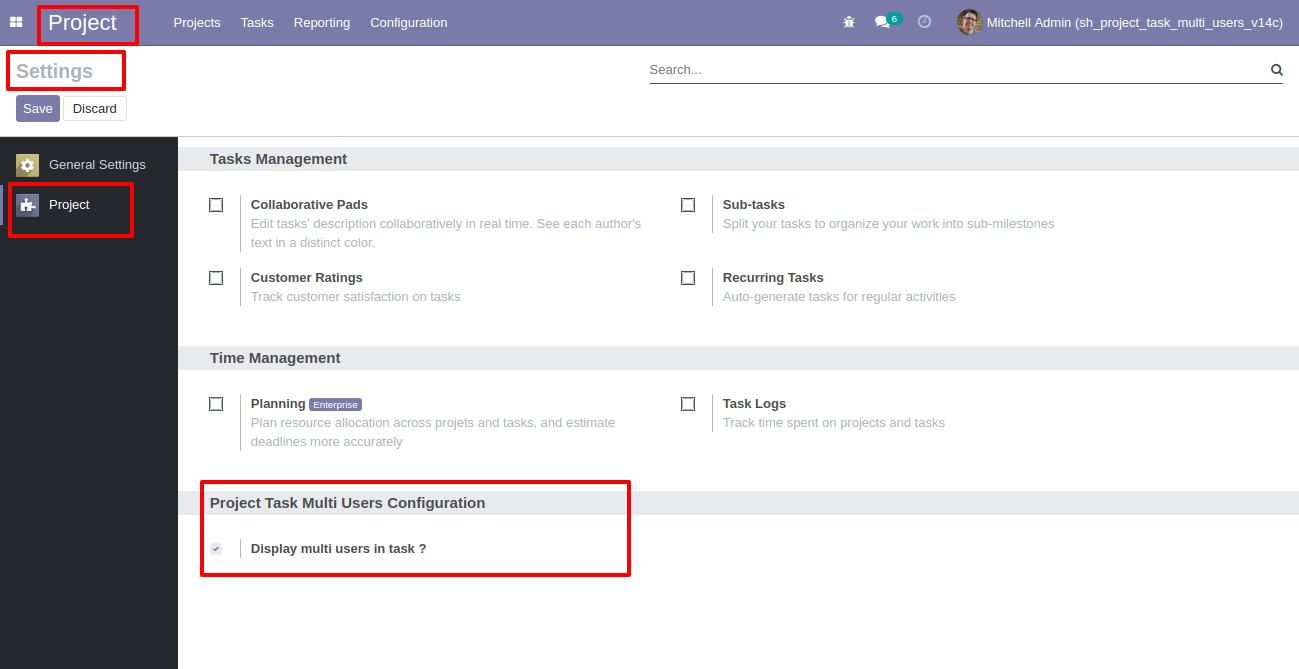 Project Projects Tasks Reporting Configuration 6 Mitchell Admin (sh_project_task_multi_users_v14c)
Settings
Search...
Save Discard
General Settings
Project
Tasks Management
Collaborative Pads
Edit tasks' description collaboratively in real time. See each author's
text in a distinct color.
Sub-tasks
Split your tasks to organize your work into sub-milestones
Customer Ratings
Track customer satisfaction on tasks
Recurring Tasks
Auto-generate tasks for regular activities
Time Management
Planning Enterprise
Plan resource allocation across projets and tasks, and estimate
deadlines more accurately
Task Logs
Track time spent on projects and tasks
Project Task Multi Users Configuration
Display multi users in task ?